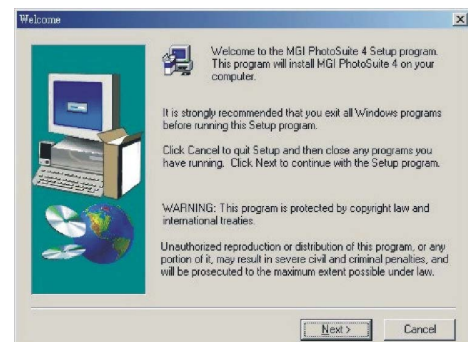 Welcome
Welcome to the MGI PhotoSuite 4 Setup program.
This program will install MGI PhotoSuite 4 on your
computer.
It is strongly recommended that you exit all Windows programs
before running this Setup program.
Click Cancel to quit Setup and then close any programs you
have running. Click Next to continue with the Setup program.
WARNING: This program is protected by copyright law and
international treaties.
Unauthorized reproduction or distribution of this program, or any
portion of it, may result in severe civil and criminal penalties, and
will be prosecuted to the maximum extent possible under law.
Next >
Cancel